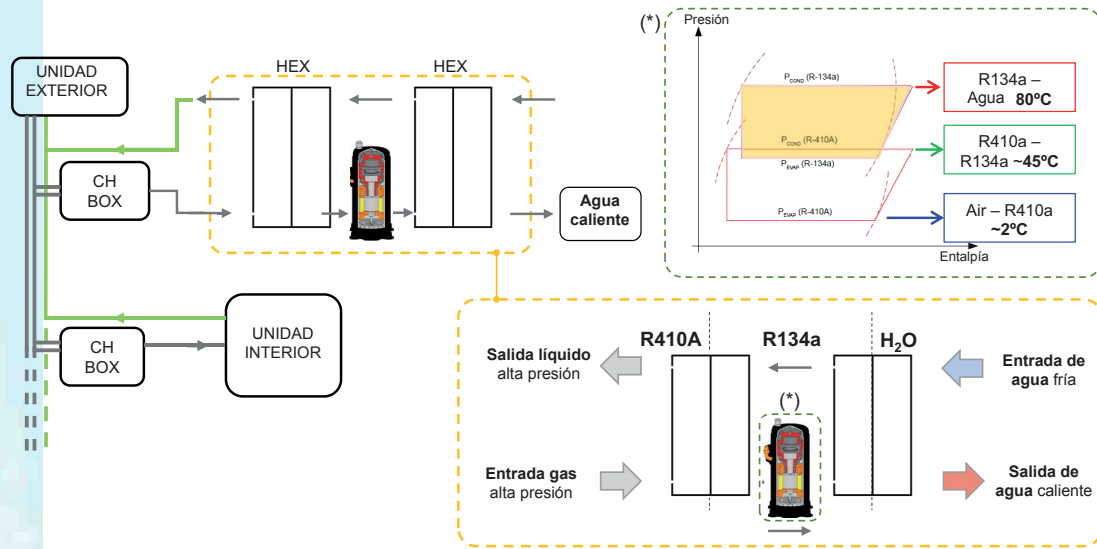 UNIDAD
EXTERIOR
HEX
HEX
CH
BOX
Agua
caliente
CH
BOX
UNIDAD
INTERIOR
(*)
Presión
P_COND (R-134a)
P_COND (R-410A)
P_EVAP (R-134a)
P_EVAP (R-410A)
Entalpía
R134a –
Agua 80ºC
R410a –
R134a ~45ºC
Air – R410a
~2ºC
R410A
R134a
H₂O
Salida líquido
alta presión
(*)
Entrada de
agua fría
Entrada gas
alta presión
Salida de
agua caliente